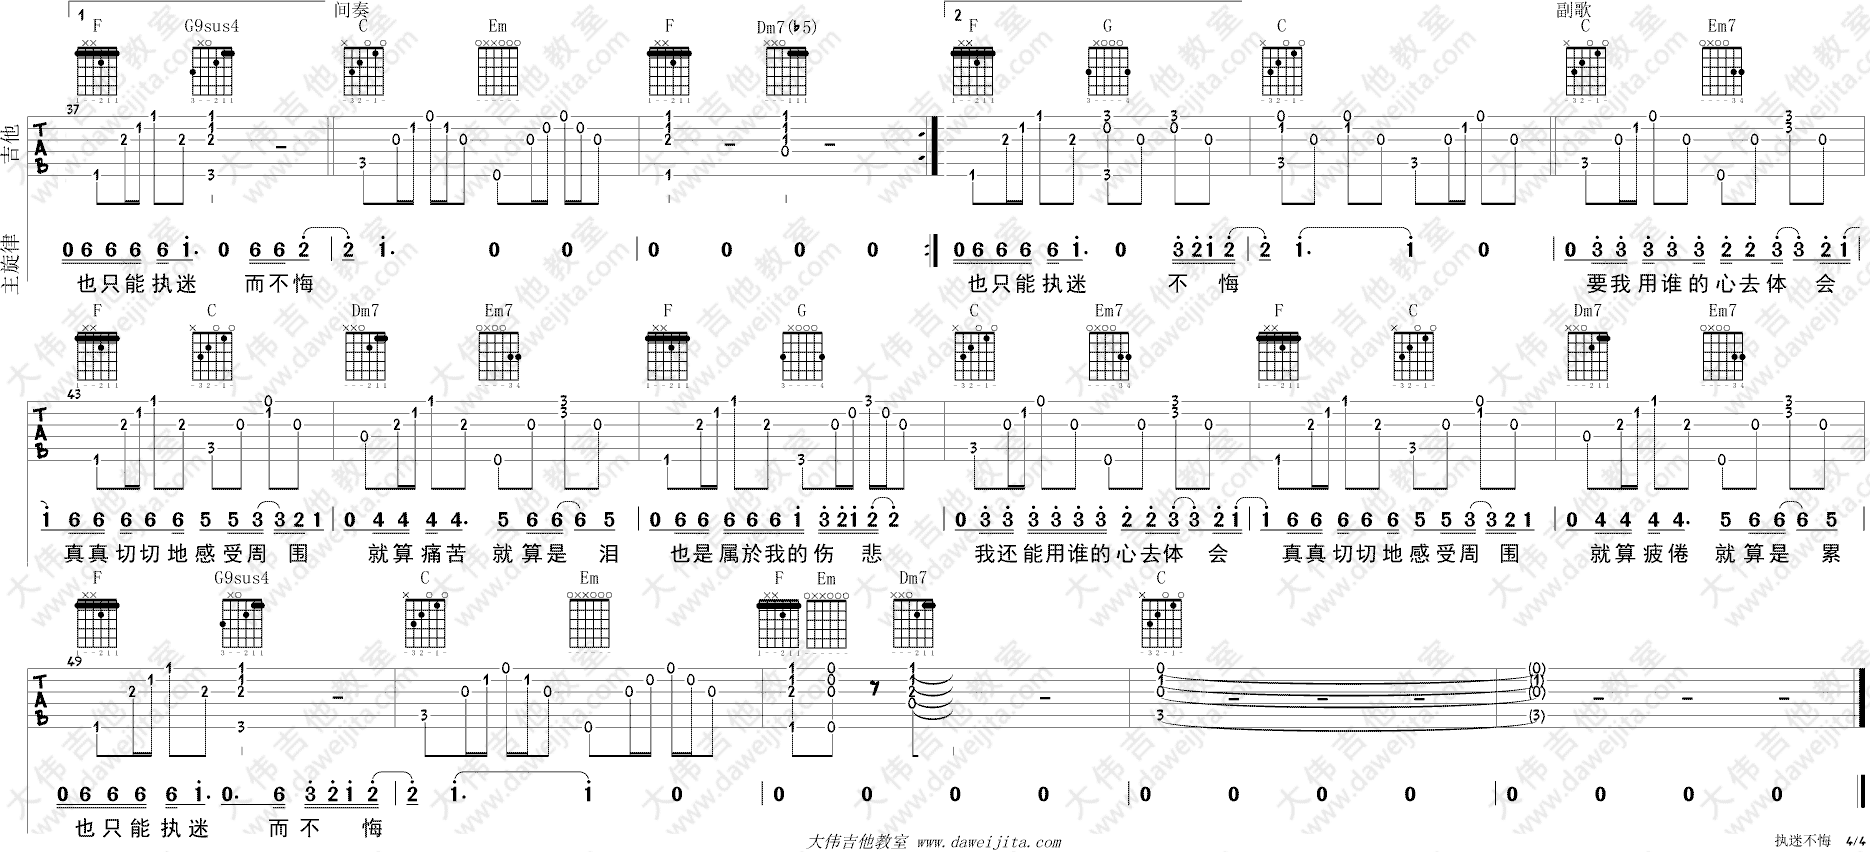 1 间奏 2 副歌
F G9sus4 C Em F Dm7(♭5) F G C C Em7
吉他 37
主旋律 0 6 6 6 6 i. 0 6 6 2 2 i. 0 0 0 0 0 0 0 6 6 6 6 i. 0 3 2 i 2 2 i. i 0 0 3 3 3 3 3 2 2 3 3 2 i
也只能执迷 而不悔 也只能执迷 不 悔 要我用谁的心去体 会
F C Dm7 Em7 F G C Em7 F C Dm7 Em7
43
i 6 6 6 6 6 5 5 3 3 2 1 0 4 4 4 4. 5 6 6 6 5 0 6 6 6 6 6 i 3 2 i 2 2 0 3 3 3 3 3 3 2 2 3 3 2 i i 6 6 6 6 6 5 5 3 3 2 1 0 4 4 4 4. 5 6 6 6 5
真真切切地感受周 围 就算痛苦 就算是 泪 也是属於我的伤 悲 我还能用谁的心去体 会 真真切切地感受周 围 就算疲倦 就算是 累
F G9sus4 C Em F Em Dm7 C
49
0 6 6 6 6 i. 0. 6 3 2 i 2 2 i. i 0 0 0 0 0 0 0 0 0 0 0 0 0
也只能执迷 而不 悔
大伟吉他教室 www.daweijita.com
执迷不悔 4/4